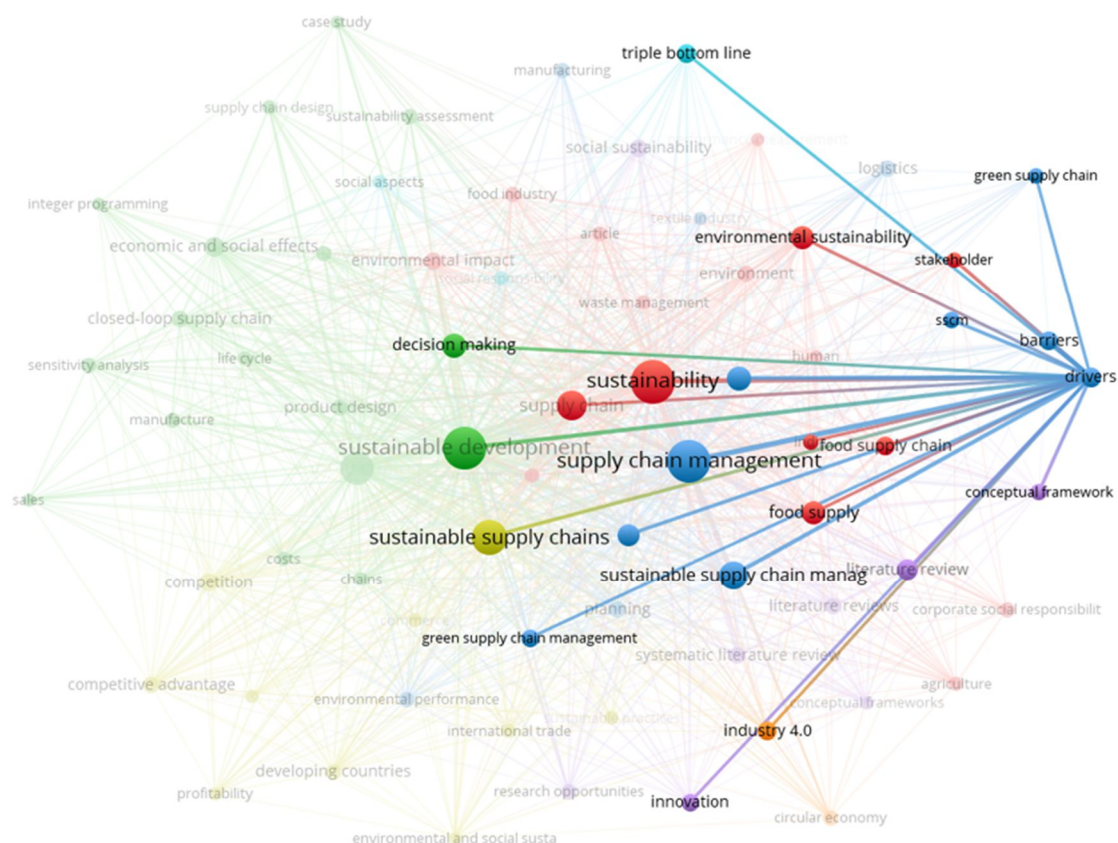 case study
triple bottom line
manufacturing
supply chain design
sustainability assessment
social sustainability
logistics
green supply chain
social aspects
food industry
integer programming
textile industry
article
environmental sustainability
economic and social effects
environmental impact
stakeholder
social responsibility
environment
waste management
closed-loop supply chain
sscm
decision making
barriers
sensitivity analysis
life cycle
human
drivers
sustainability
supply chain
product design
manufacture
sustainable development
food supply chain
supply chain management
conceptual framework
sales
food supply
sustainable supply chains
costs
literature review
competition
chains
sustainable supply chain manag
planning
literature reviews
corporate social responsibilit
commerce
green supply chain management
systematic literature review
competitive advantage
agriculture
environmental performance
conceptual frameworks
sustainable practices
international trade
industry 4.0
developing countries
profitability
research opportunities
innovation
circular economy
environmental and social susta